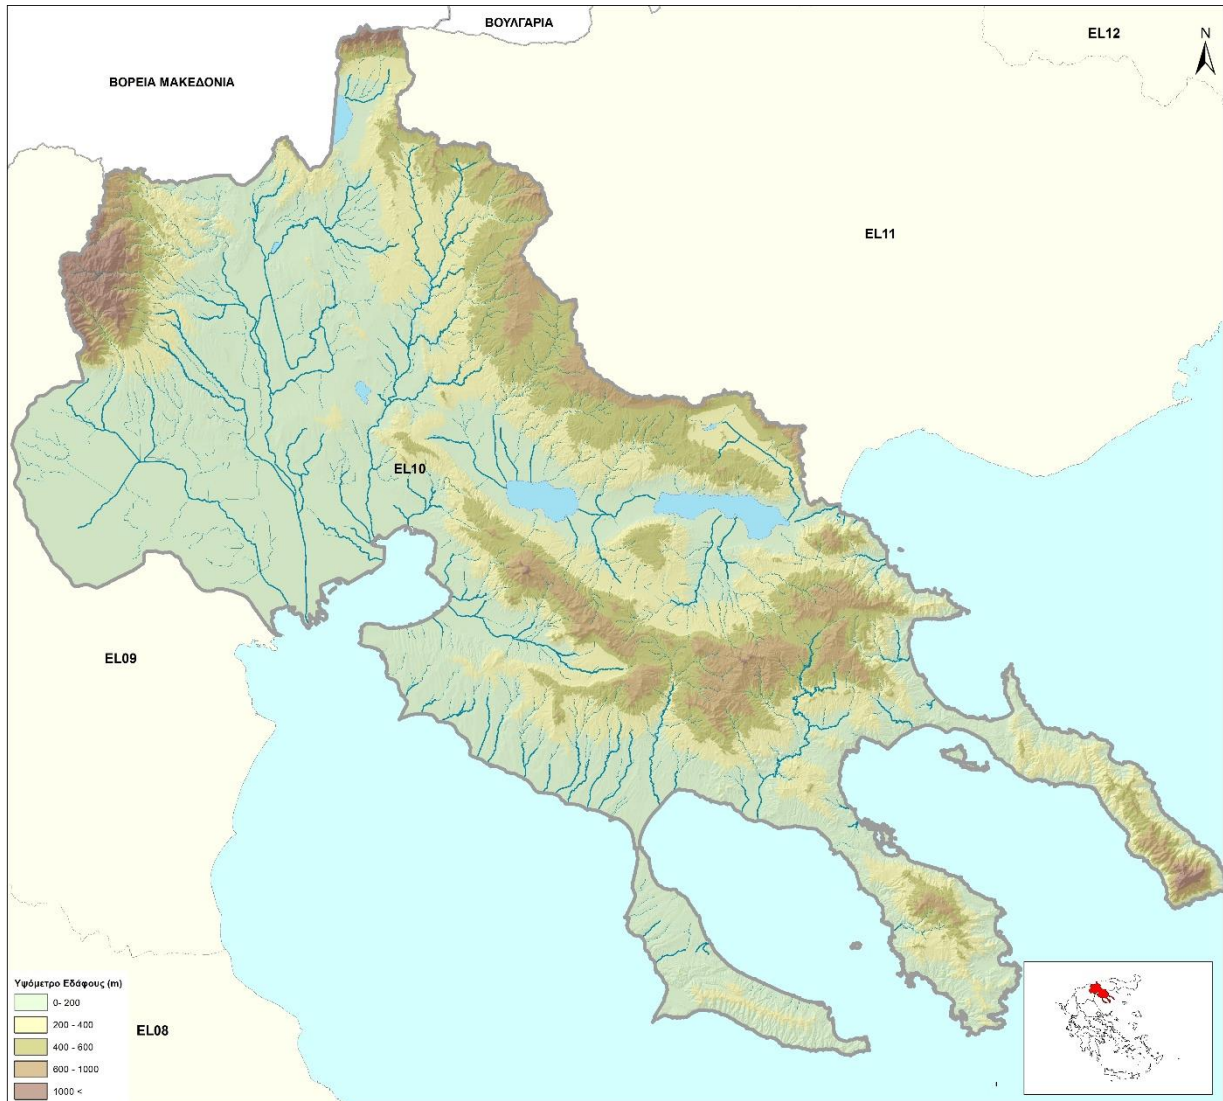 ΒΟΥΛΓΑΡΙΑ
EL12
N
ΒΟΡΕΙΑ ΜΑΚΕΔΟΝΙΑ
EL11
EL10
EL09
Υψόμετρο Εδάφους (m)
0- 200
200 - 400
EL08
400 - 600
600 - 1000
1000 <